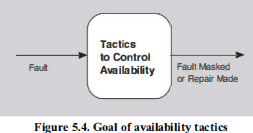 Tactics
to Control
Availability
Fault
Fault Masked
or Repair Made
Figure 5.4. Goal of availability tactics